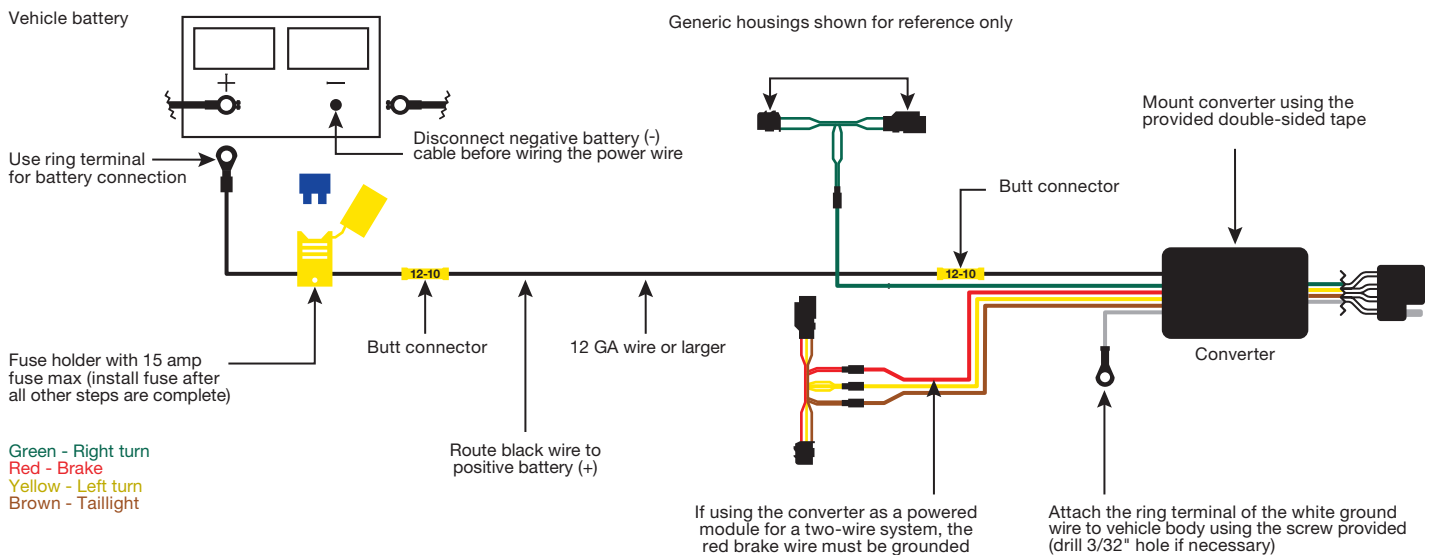 Vehicle battery
Generic housings shown for reference only
+
−
Mount converter using the
provided double-sided tape
Disconnect negative battery (-)
cable before wiring the power wire
Use ring terminal
for battery connection
Butt connector
12-10
12-10
Fuse holder with 15 amp
fuse max (install fuse after
all other steps are complete)
Butt connector
12 GA wire or larger
Converter
Green - Right turn
Red - Brake
Yellow - Left turn
Brown - Taillight
Route black wire to
positive battery (+)
If using the converter as a powered
module for a two-wire system, the
red brake wire must be grounded
Attach the ring terminal of the white ground
wire to vehicle body using the screw provided
(drill 3/32" hole if necessary)